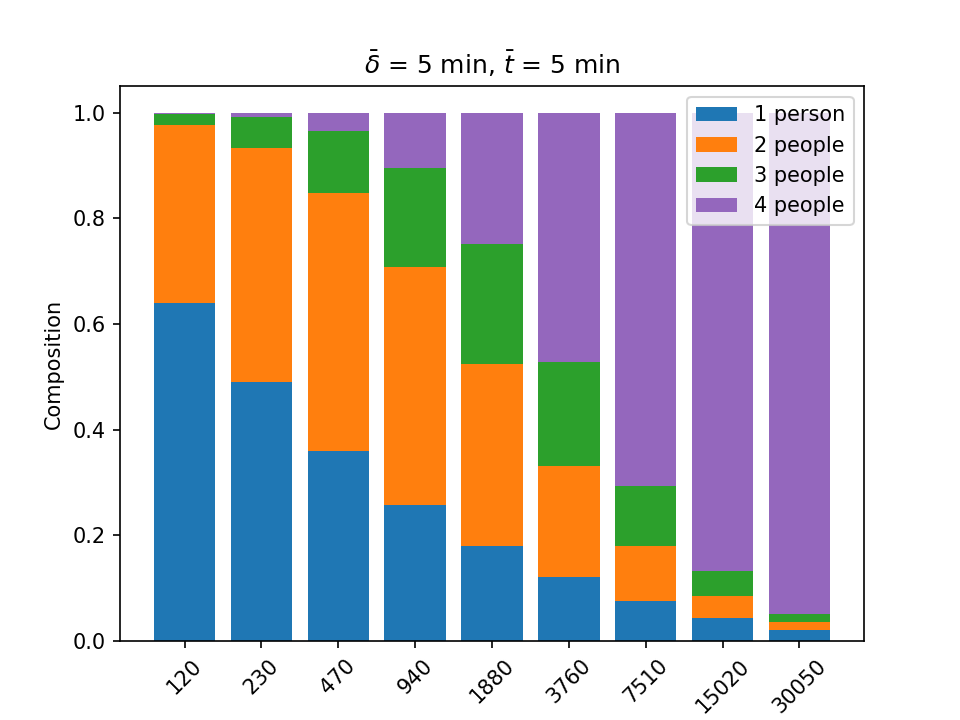 δ̄ = 5 min, t̄ = 5 min
1.0
0.8
0.6
0.4
0.2
0.0
Composition
1 person
2 people
3 people
4 people
120
230
470
940
1880
3760
7510
15020
30050